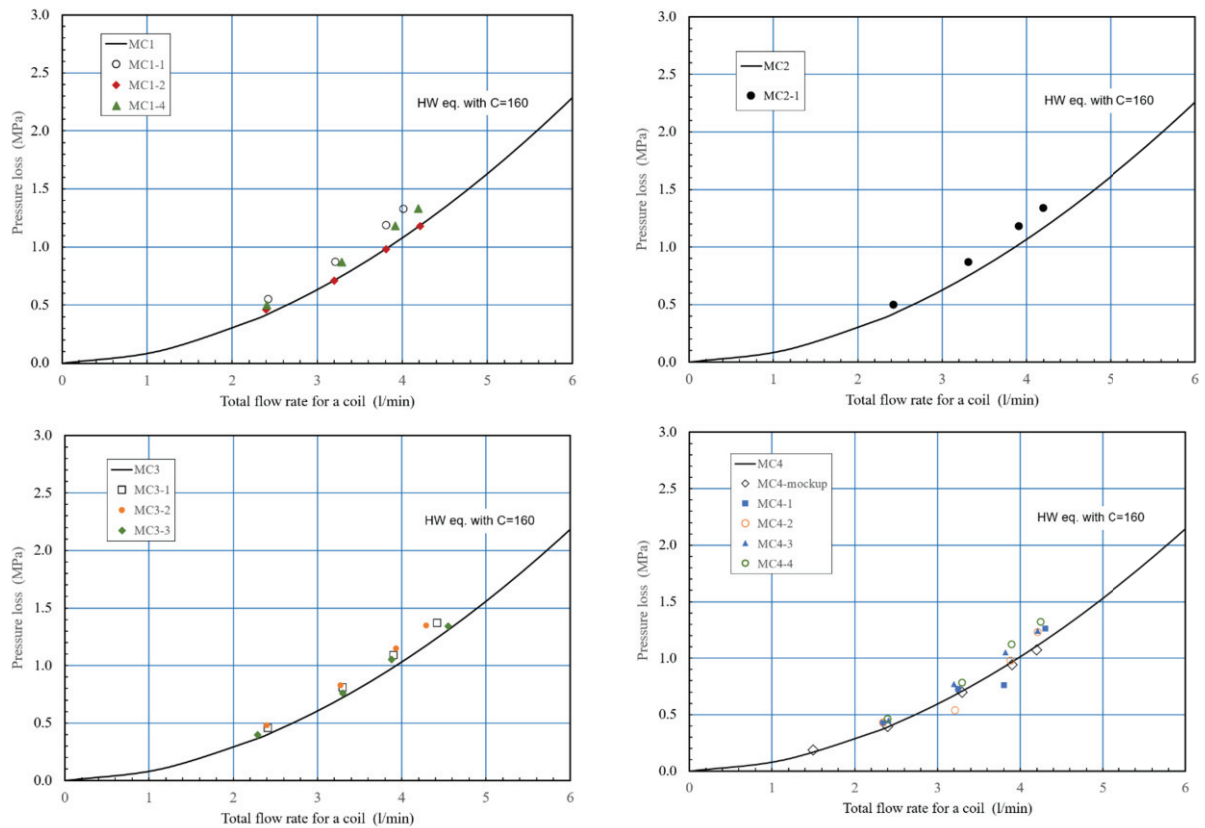 3.0
2.5
2.0
1.5
1.0
0.5
0.0
Pressure loss (MPa)
MC1
MC1-1
MC1-2
MC1-4
HW eq. with C=160
0 1 2 3 4 5 6
Total flow rate for a coil (l/min)
3.0
2.5
2.0
1.5
1.0
0.5
0.0
Pressure loss (MPa)
MC2
MC2-1
HW eq. with C=160
0 1 2 3 4 5 6
Total flow rate for a coil (l/min)
3.0
2.5
2.0
1.5
1.0
0.5
0.0
Pressure loss (MPa)
MC3
MC3-1
MC3-2
MC3-3
HW eq. with C=160
0 1 2 3 4 5 6
Total flow rate for a coil (l/min)
3.0
2.5
2.0
1.5
1.0
0.5
0.0
Pressure loss (MPa)
MC4
MC4-mockup
MC4-1
MC4-2
MC4-3
MC4-4
HW eq. with C=160
0 1 2 3 4 5 6
Total flow rate for a coil (l/min)